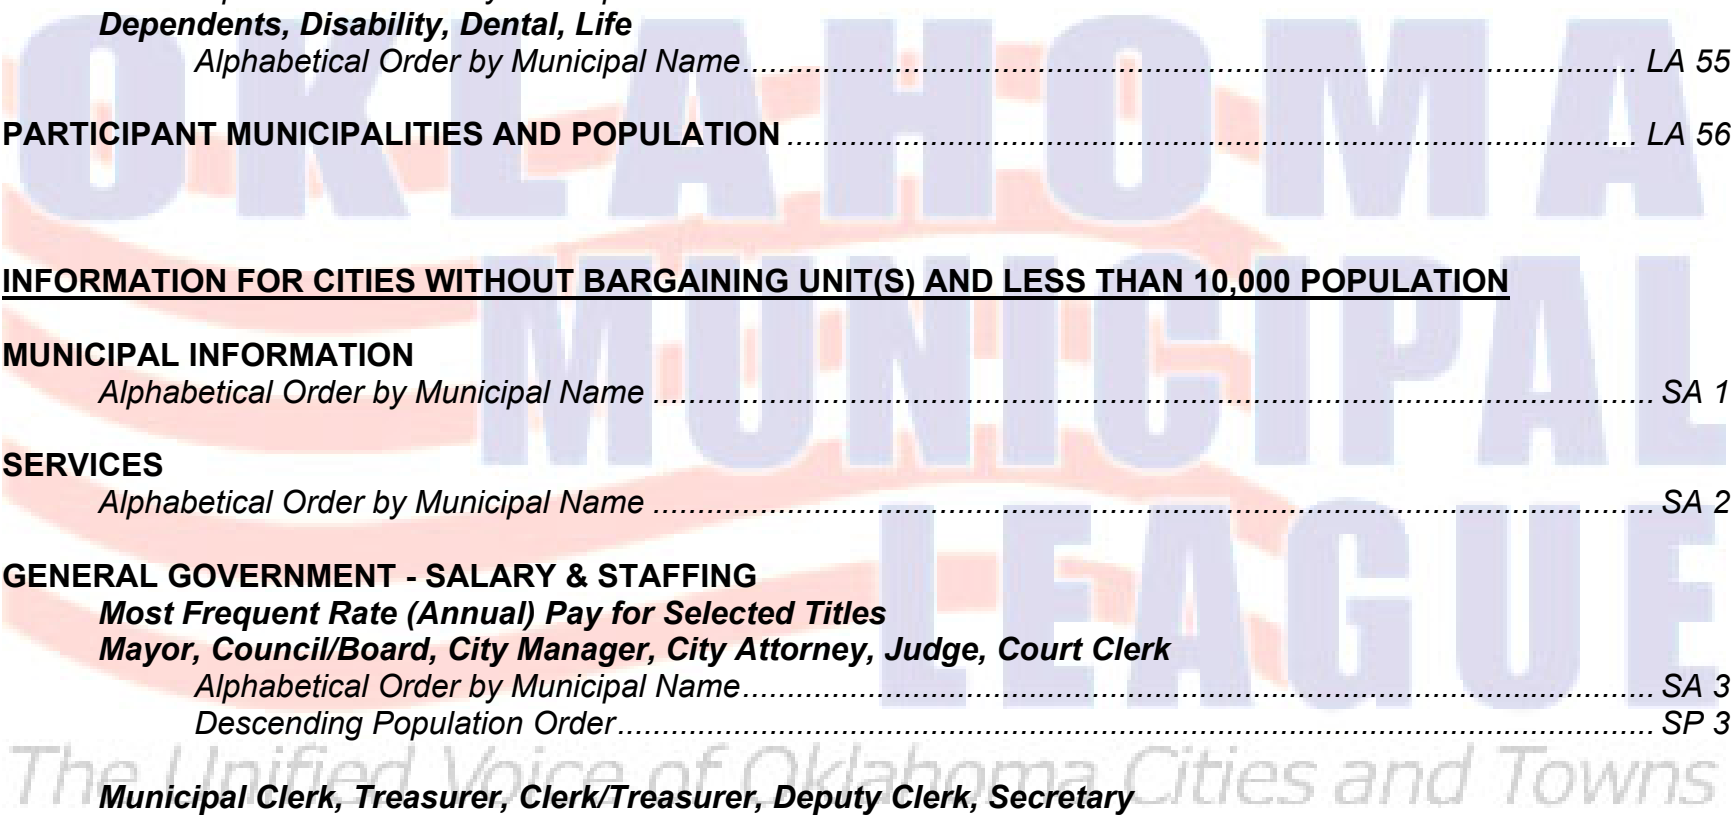 Dependents, Disability, Dental, Life
Alphabetical Order by Municipal Name.................... LA 55
PARTICIPANT MUNICIPALITIES AND POPULATION.................... LA 56
INFORMATION FOR CITIES WITHOUT BARGAINING UNIT(S) AND LESS THAN 10,000 POPULATION
MUNICIPAL INFORMATION
Alphabetical Order by Municipal Name.................... SA 1
SERVICES
Alphabetical Order by Municipal Name.................... SA 2
GENERAL GOVERNMENT - SALARY & STAFFING
Most Frequent Rate (Annual) Pay for Selected Titles
Mayor, Council/Board, City Manager, City Attorney, Judge, Court Clerk
Alphabetical Order by Municipal Name.................... SA 3
Descending Population Order.................... SP 3
Municipal Clerk, Treasurer, Clerk/Treasurer, Deputy Clerk, Secretary
OKLAHOMA
MUNICIPAL
LEAGUE
The Unified Voice of Oklahoma Cities and Towns